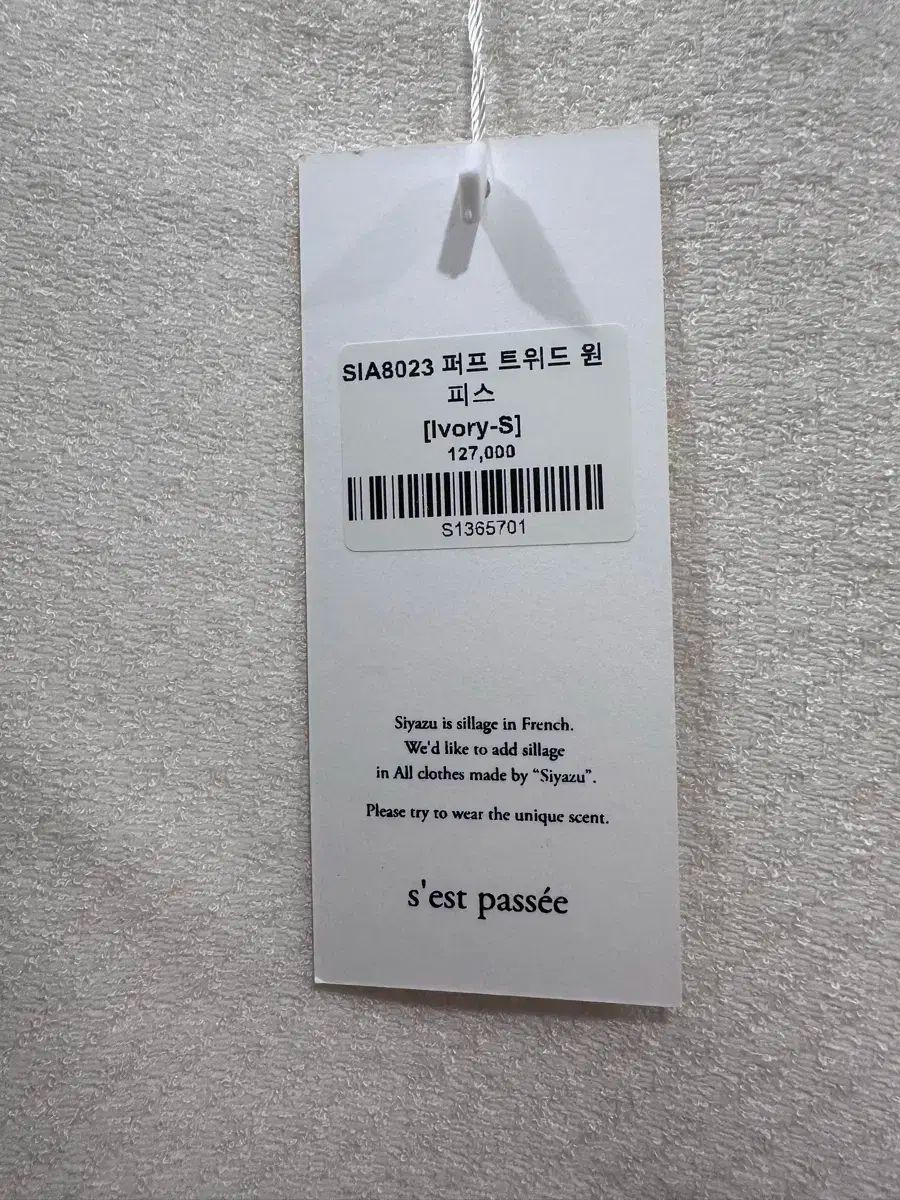 SIA8023 퍼프 트위드 원
피스
[Ivory-S]
127,000
S1365701
Siyazu is sillage in French.
We'd like to add sillage
in All clothes made by “Siyazu”.
Please try to wear the unique scent.
s'est passée